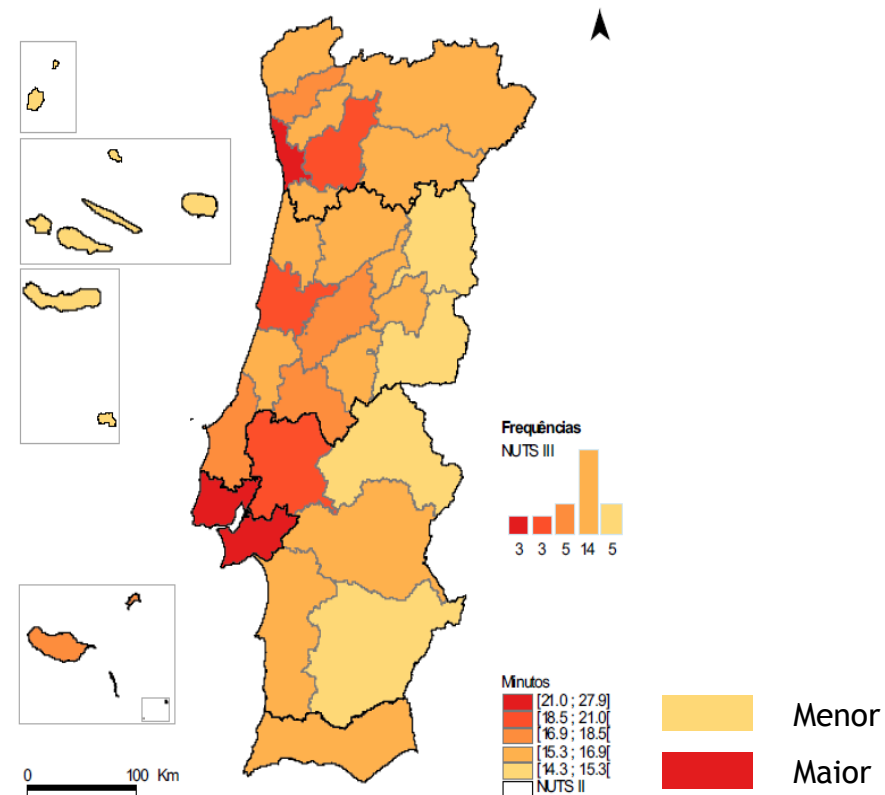 Frequências
NUTS III
3 3 5 14 5
Minutos
[21.0 ; 27.9]
[18.5 ; 21.0[
[16.9 ; 18.5[
[15.3 ; 16.9[
[14.3 ; 15.3[
NUTS II
Menor
Maior
0 100 Km